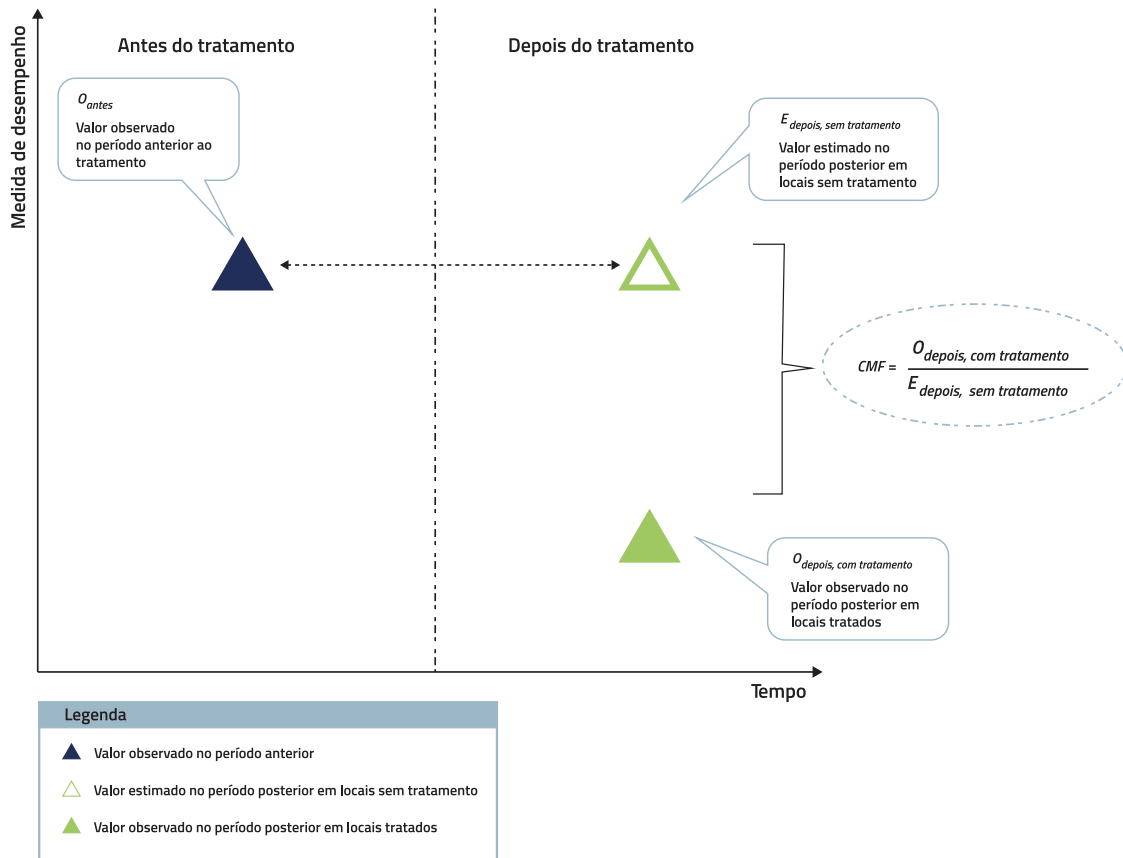 Medida de desempenho
Antes do tratamento
Depois do tratamento
O antes
Valor observado
no período anterior ao
tratamento
E depois, sem tratamento
Valor estimado no
período posterior em
locais sem tratamento
CMF = O depois, com tratamento
E depois, sem tratamento
O depois, com tratamento
Valor observado no
período posterior em
locais tratados
Tempo
Legenda
Valor observado no período anterior
Valor estimado no período posterior em locais sem tratamento
Valor observado no período posterior em locais tratados